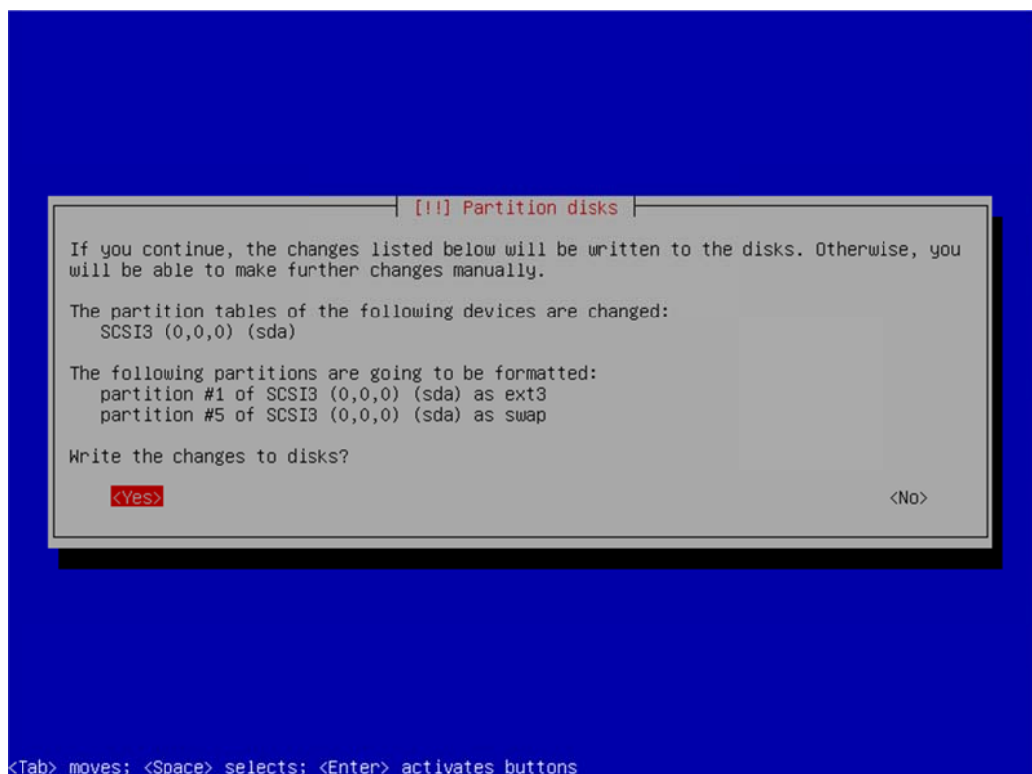 [!!] Partition disks
If you continue, the changes listed below will be written to the disks. Otherwise, you
will be able to make further changes manually.
The partition tables of the following devices are changed:
SCSI3 (0,0,0) (sda)
The following partitions are going to be formatted:
partition #1 of SCSI3 (0,0,0) (sda) as ext3
partition #5 of SCSI3 (0,0,0) (sda) as swap
Write the changes to disks?
<Yes> <No>
<Tab> moves; <Space> selects; <Enter> activates buttons